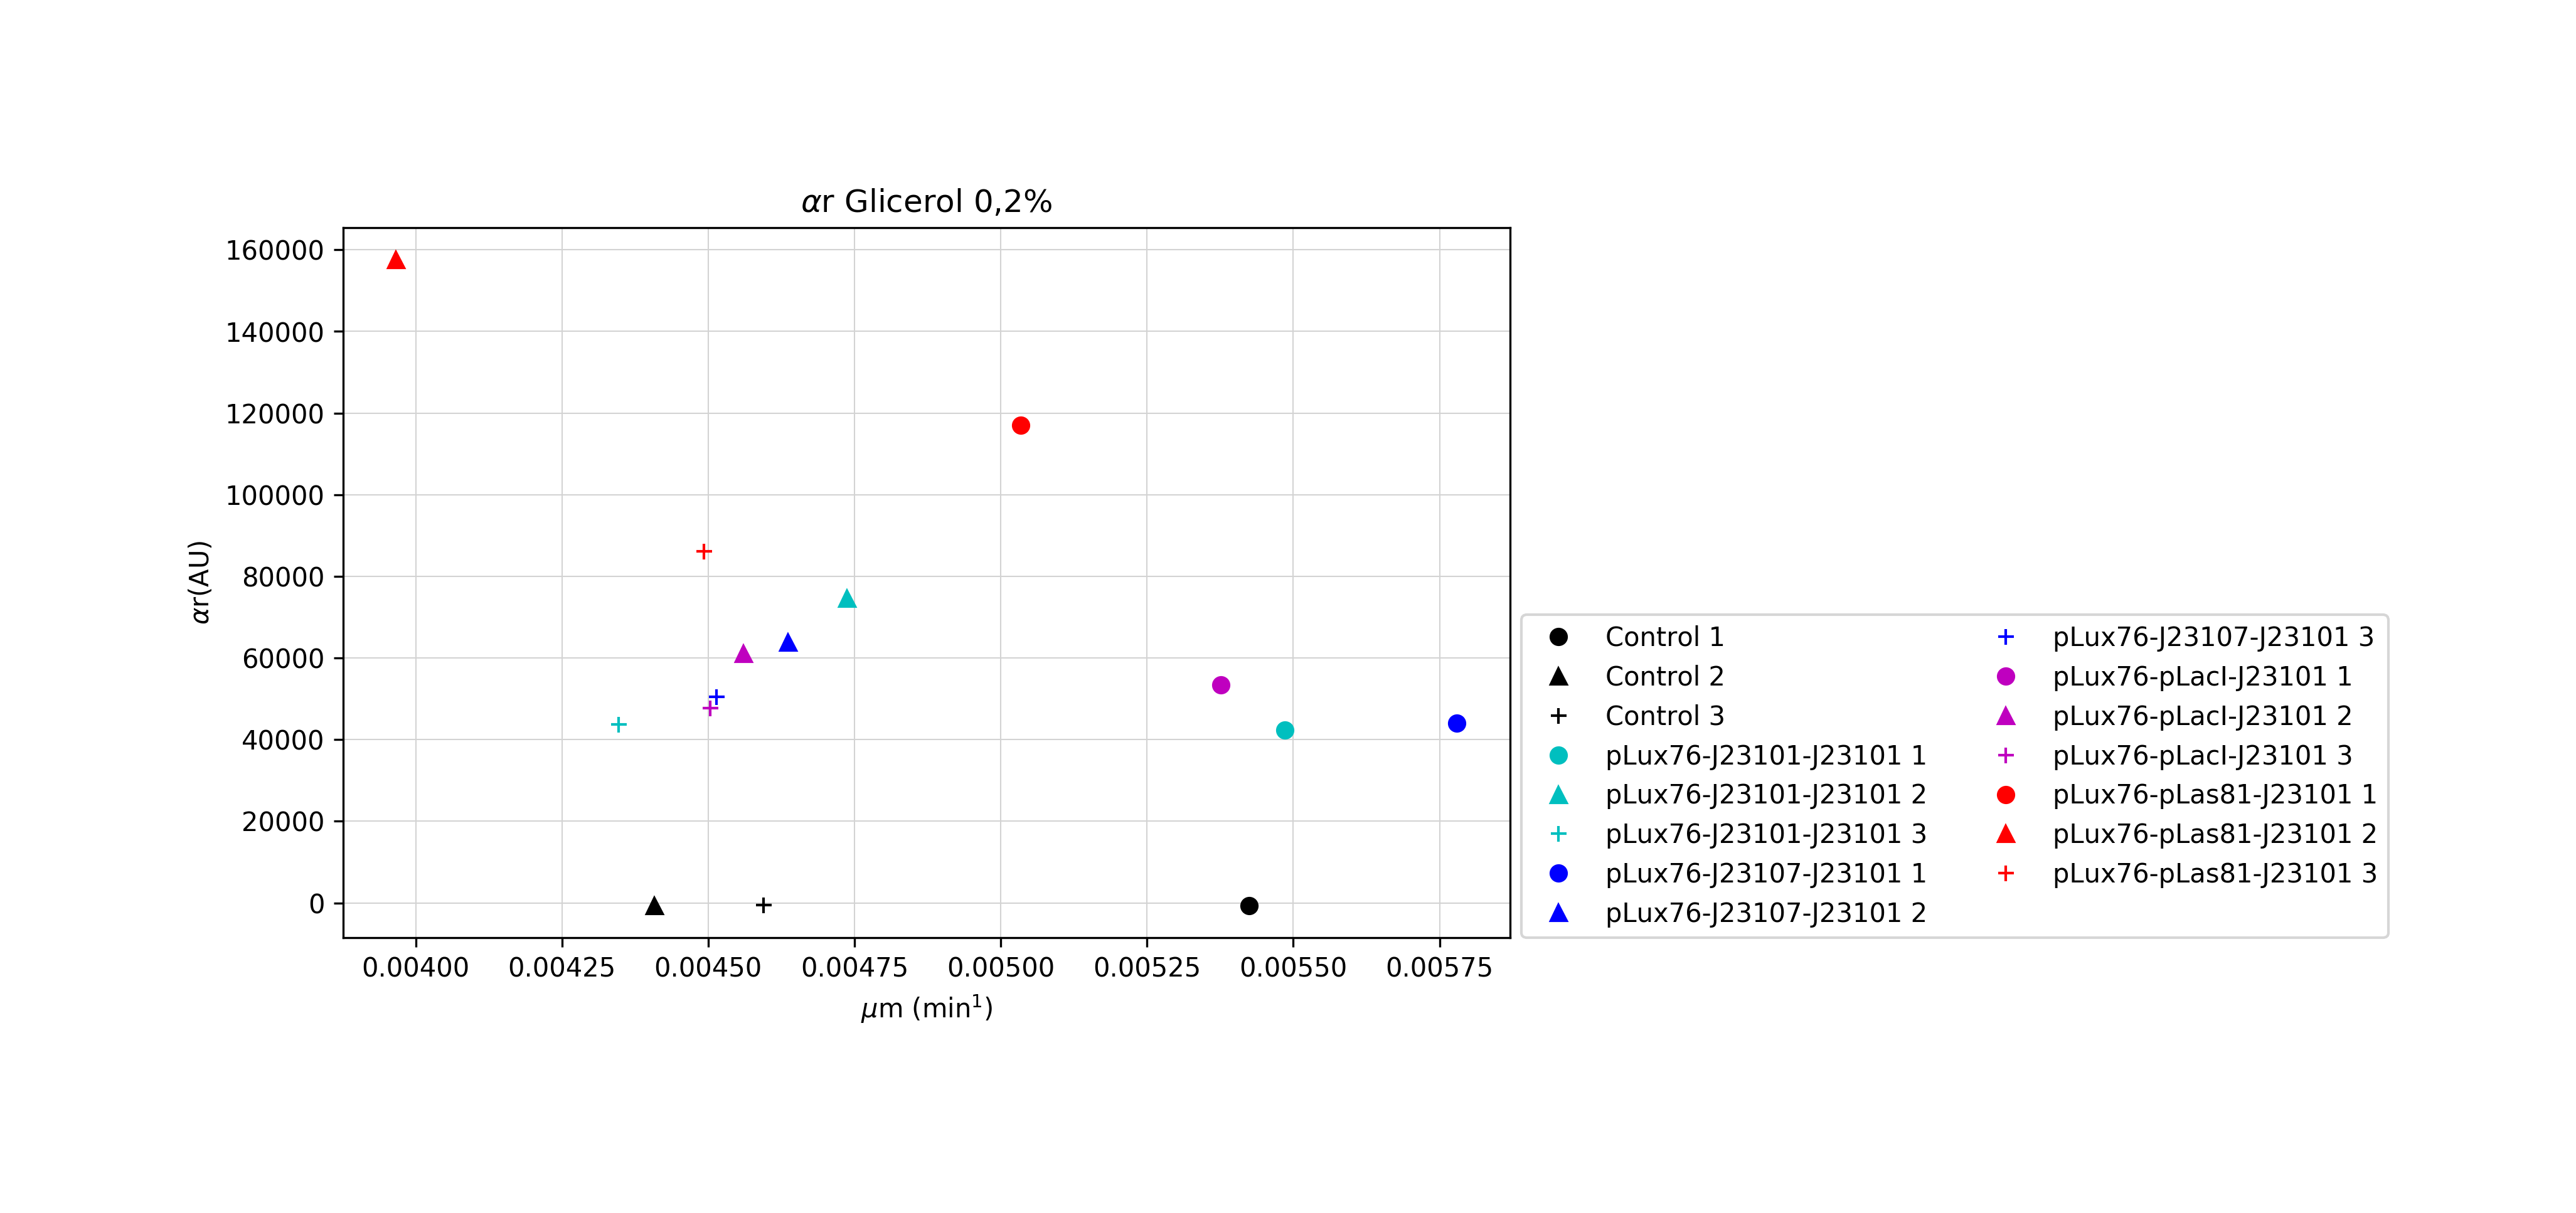 αr Glicerol 0,2%
160000
140000
120000
100000
80000
60000
40000
20000
0
αr(AU)
0.00400 0.00425 0.00450 0.00475 0.00500 0.00525 0.00550 0.00575
μm (min¹)
Control 1
Control 2
Control 3
pLux76-J23101-J23101 1
pLux76-J23101-J23101 2
pLux76-J23101-J23101 3
pLux76-J23107-J23101 1
pLux76-J23107-J23101 2
pLux76-J23107-J23101 3
pLux76-pLacI-J23101 1
pLux76-pLacI-J23101 2
pLux76-pLacI-J23101 3
pLux76-pLas81-J23101 1
pLux76-pLas81-J23101 2
pLux76-pLas81-J23101 3